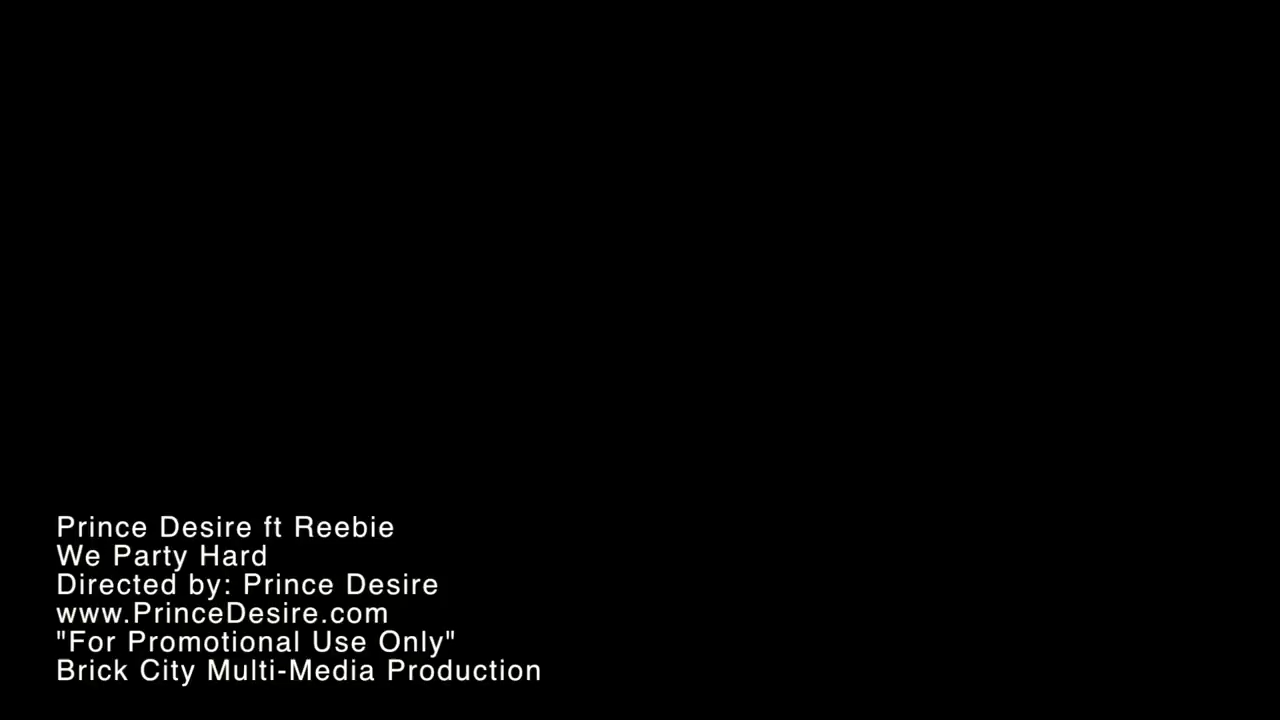 Prince Desire ft Reebie
We Party Hard
Directed by: Prince Desire
www.PrinceDesire.com
"For Promotional Use Only"
Brick City Multi-Media Production